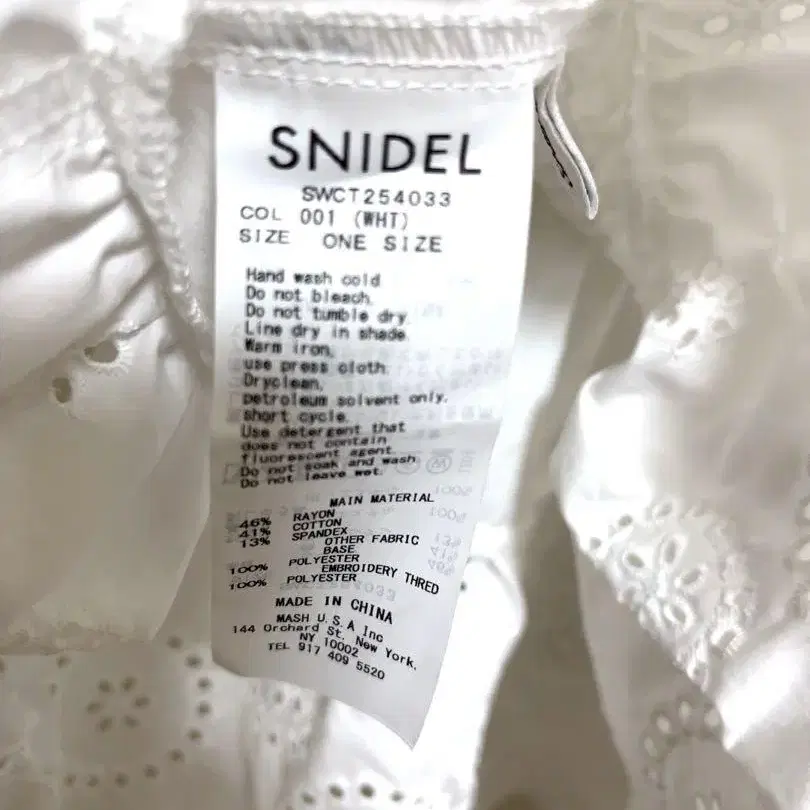 SNIDEL
SWCT254033
COL 001 (WHT)
SIZE ONE SIZE
Hand wash cold
Do not bleach.
Do not tumble dry.
Line dry in shade.
Warm iron,
use press cloth.
Dryclean,
petroleum solvent only,
short cycle.
Use detergent that
does not contain
fluorescent agent.
Do not soak and wash
Do not leave wet.
MAIN MATERIAL
46% RAYON
41% COTTON
13% SPANDEX
OTHER FABRIC
BASE
100% POLYESTER
EMBROIDERY THRED
100% POLYESTER
MADE IN CHINA
MASH U.S.A Inc
144 Orchard St. New York.
NY 10002
TEL 917 409 5520